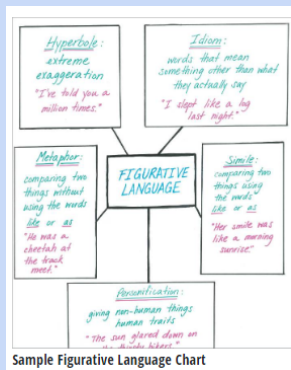 Hyperbole:
extreme
exaggeration
"I've told you a
million times."
Idiom:
words that mean
something other than what
they actually say
"I slept like a log
last night."
Metaphor:
comparing two
things without
using the words
like or as
"He was a
cheetah at
the track
meet."
FIGURATIVE
LANGUAGE
Simile:
comparing two
things using
the words
like or as
"Her smile was
like a morning
sunrise."
Personification:
giving non-human things
human traits
"The sun glared down on
the thirsty hikers."
Sample Figurative Language Chart